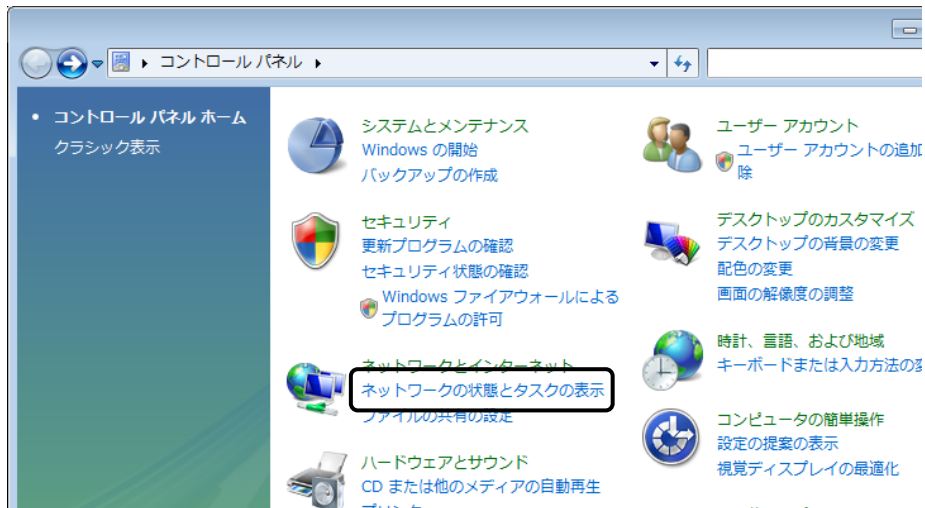 コントロール パネル
コントロール パネル ホーム
クラシック表示
システムとメンテナンス
Windows の開始
バックアップの作成
セキュリティ
更新プログラムの確認
セキュリティ状態の確認
Windows ファイアウォールによる
プログラムの許可
ネットワークとインターネット
ネットワークの状態とタスクの表示
ファイルの共有の設定
ハードウェアとサウンド
CD または他のメディアの自動再生
プリンタ
ユーザー アカウント
ユーザー アカウントの追加
除
デスクトップのカスタマイズ
デスクトップの背景の変更
配色の変更
画面の解像度の調整
時計、言語、および地域
キーボードまたは入力方法の変
コンピュータの簡単操作
設定の提案の表示
視覚ディスプレイの最適化